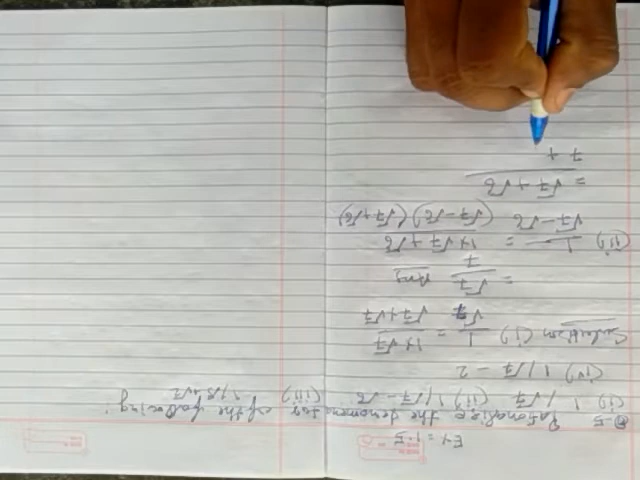 Ex = 1.5
Q.5 Rationalise the denominator of the following:
(i) 1/√7 (ii) 1/√7-√6 (iii) 1/√5+√2
(iv) 1/√7 - 2
Solution (i) 1/√7 = 1×√7/√7×√7
= √7/7 Ans
(ii) 1/√7-√6 = 1×√7+√6/(√7-√6)(√7+√6)
= √7+√6/7+